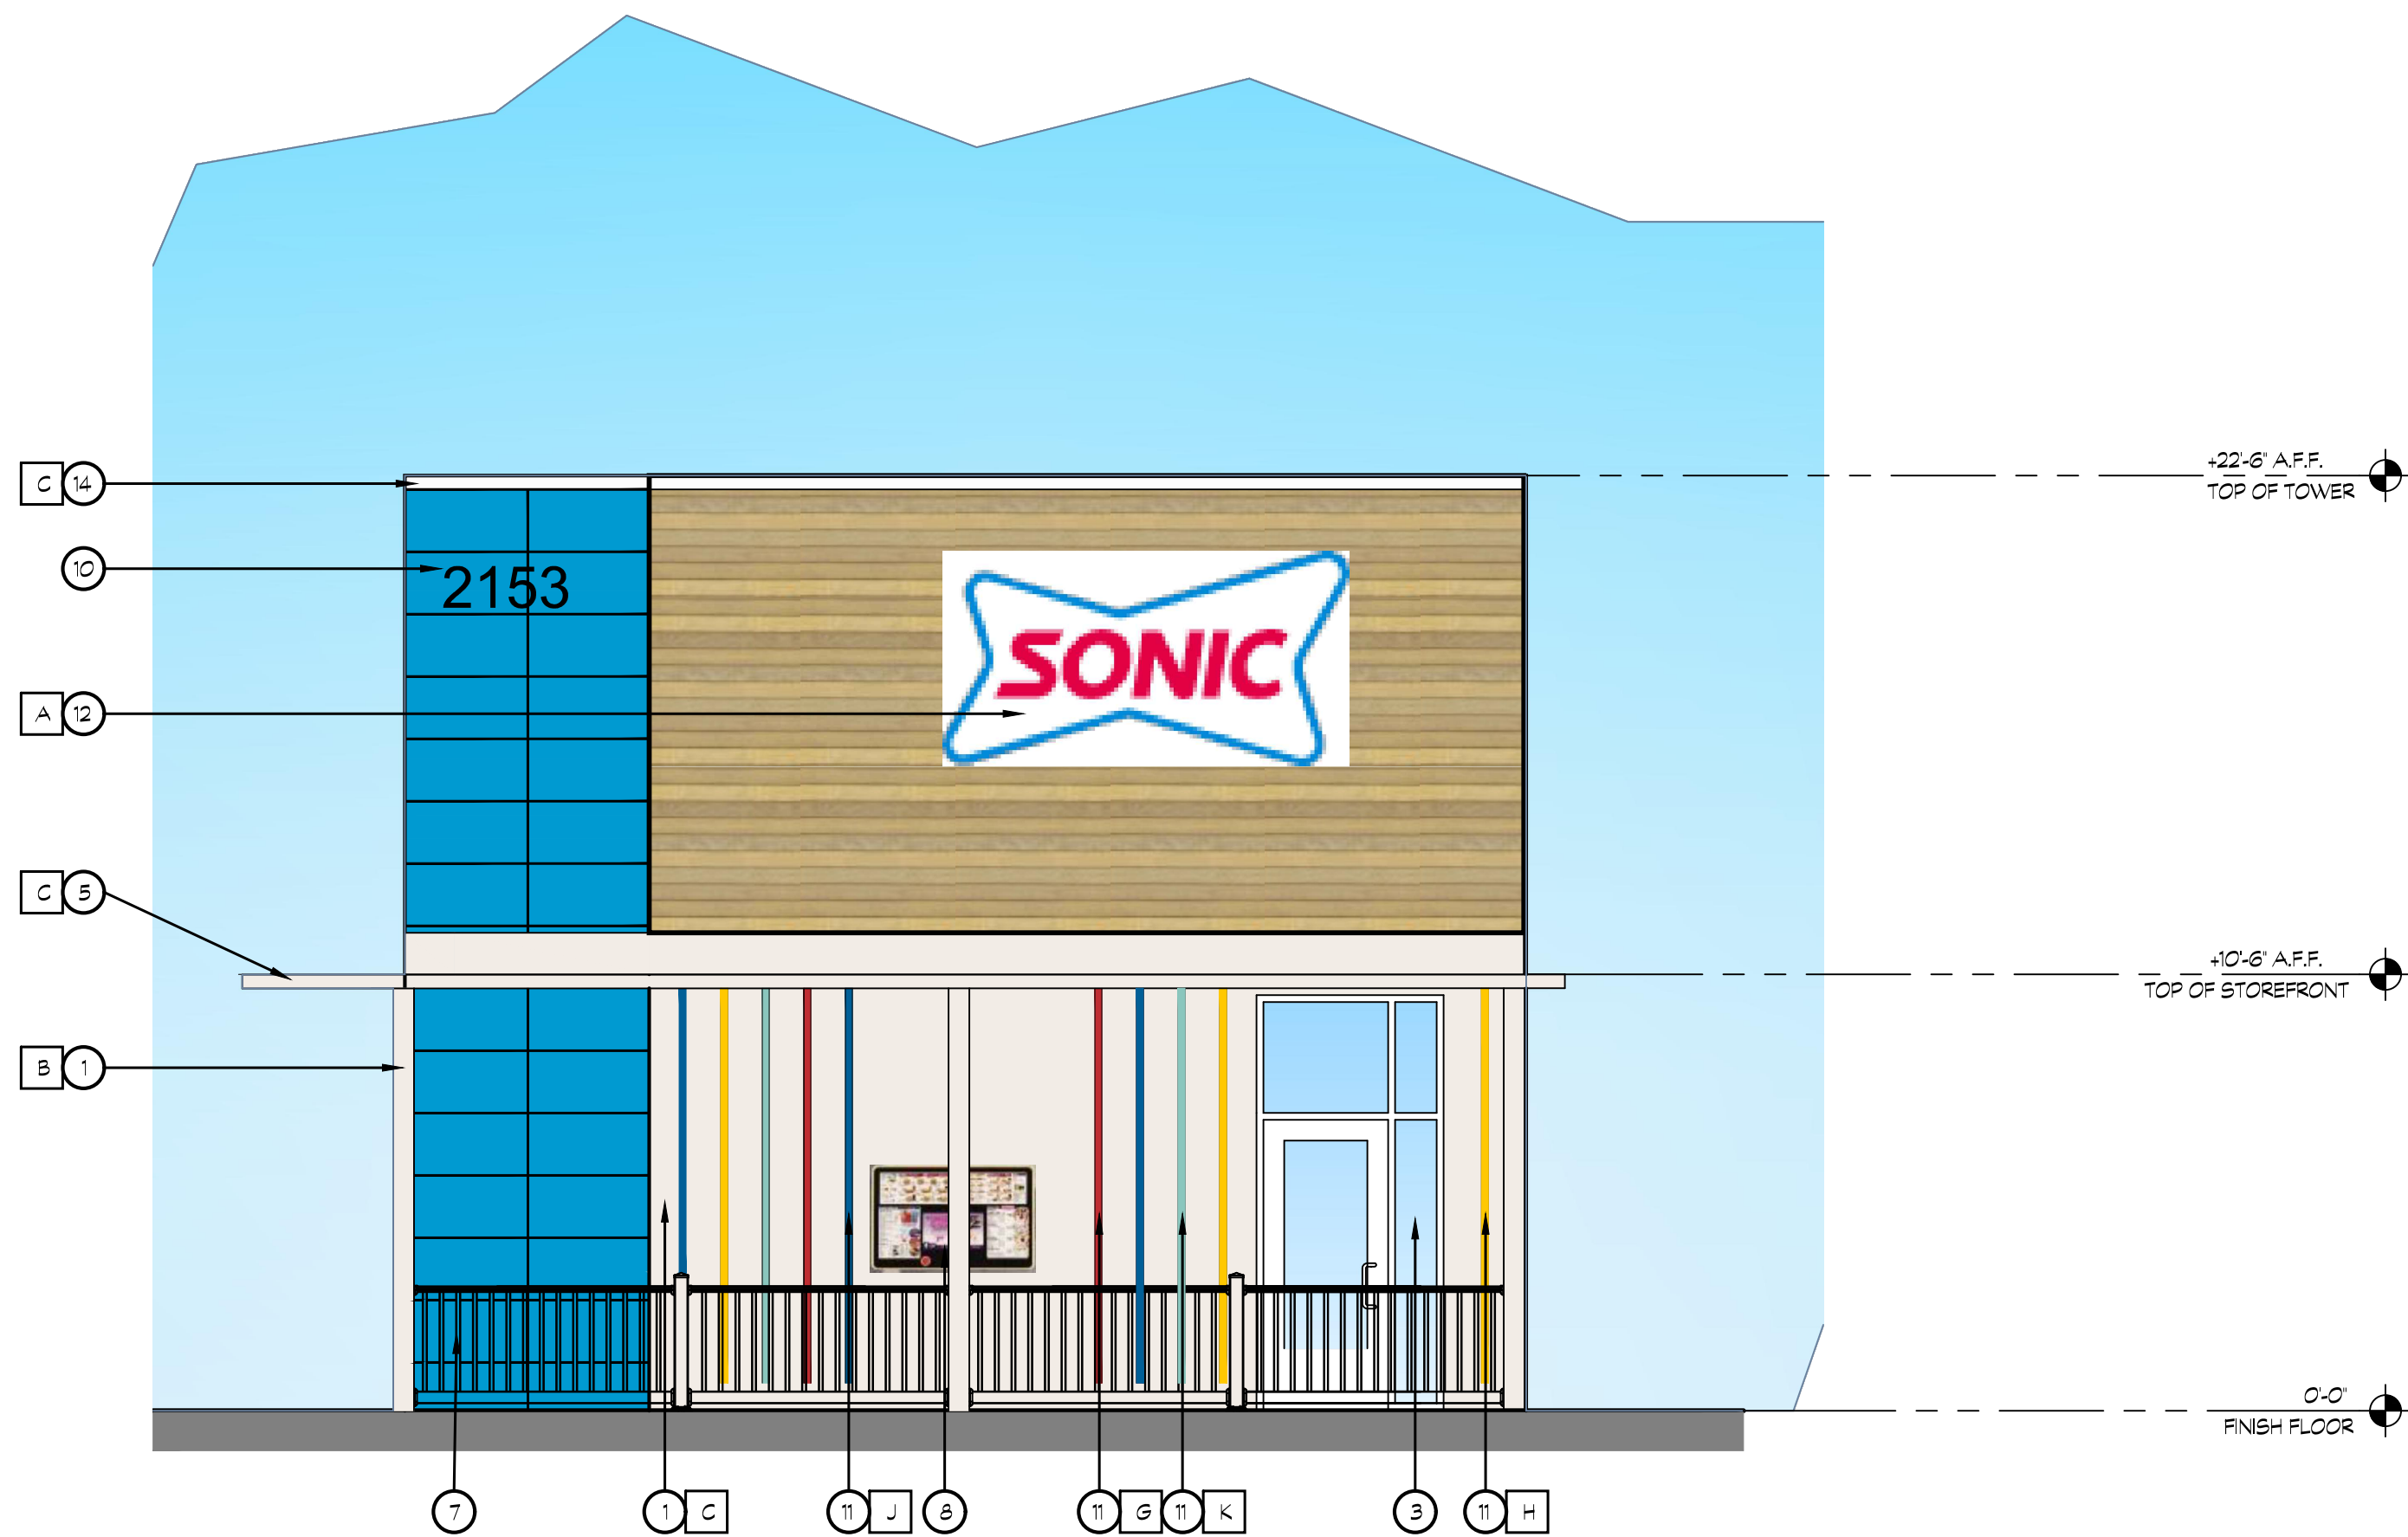 +22'-6" A.F.F.
TOP OF TOWER
C 14
10
2153
SONIC
A 12
C 5
+10'-6" A.F.F.
TOP OF STOREFRONT
B 1
0'-0"
FINISH FLOOR
7
1 C
11 J
8
11 G
11 K
3
11 H